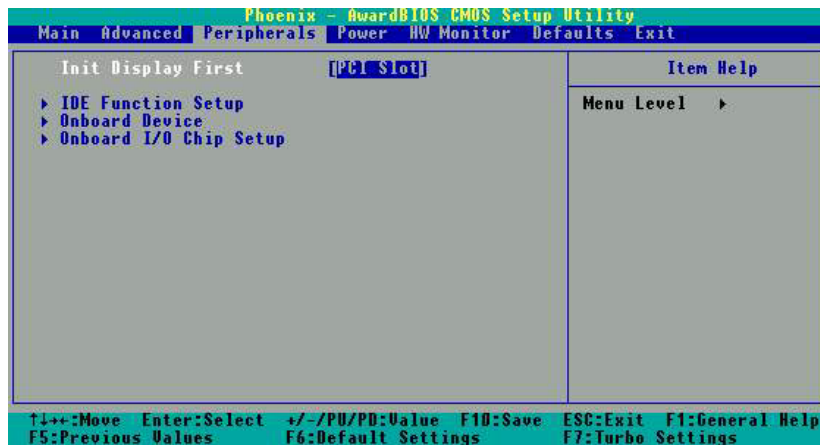 Phoenix - AwardBIOS CMOS Setup Utility
Main Advanced Peripherals Power HW Monitor Defaults Exit
Init Display First [PCI Slot]
Item Help
▸ IDE Function Setup
▸ Onboard Device
▸ Onboard I/O Chip Setup
Menu Level ▸
↑↓→←:Move Enter:Select +/-/PU/PD:Value F10:Save ESC:Exit F1:General Help
F5:Previous Values F6:Default Settings F7:Turbo Settings